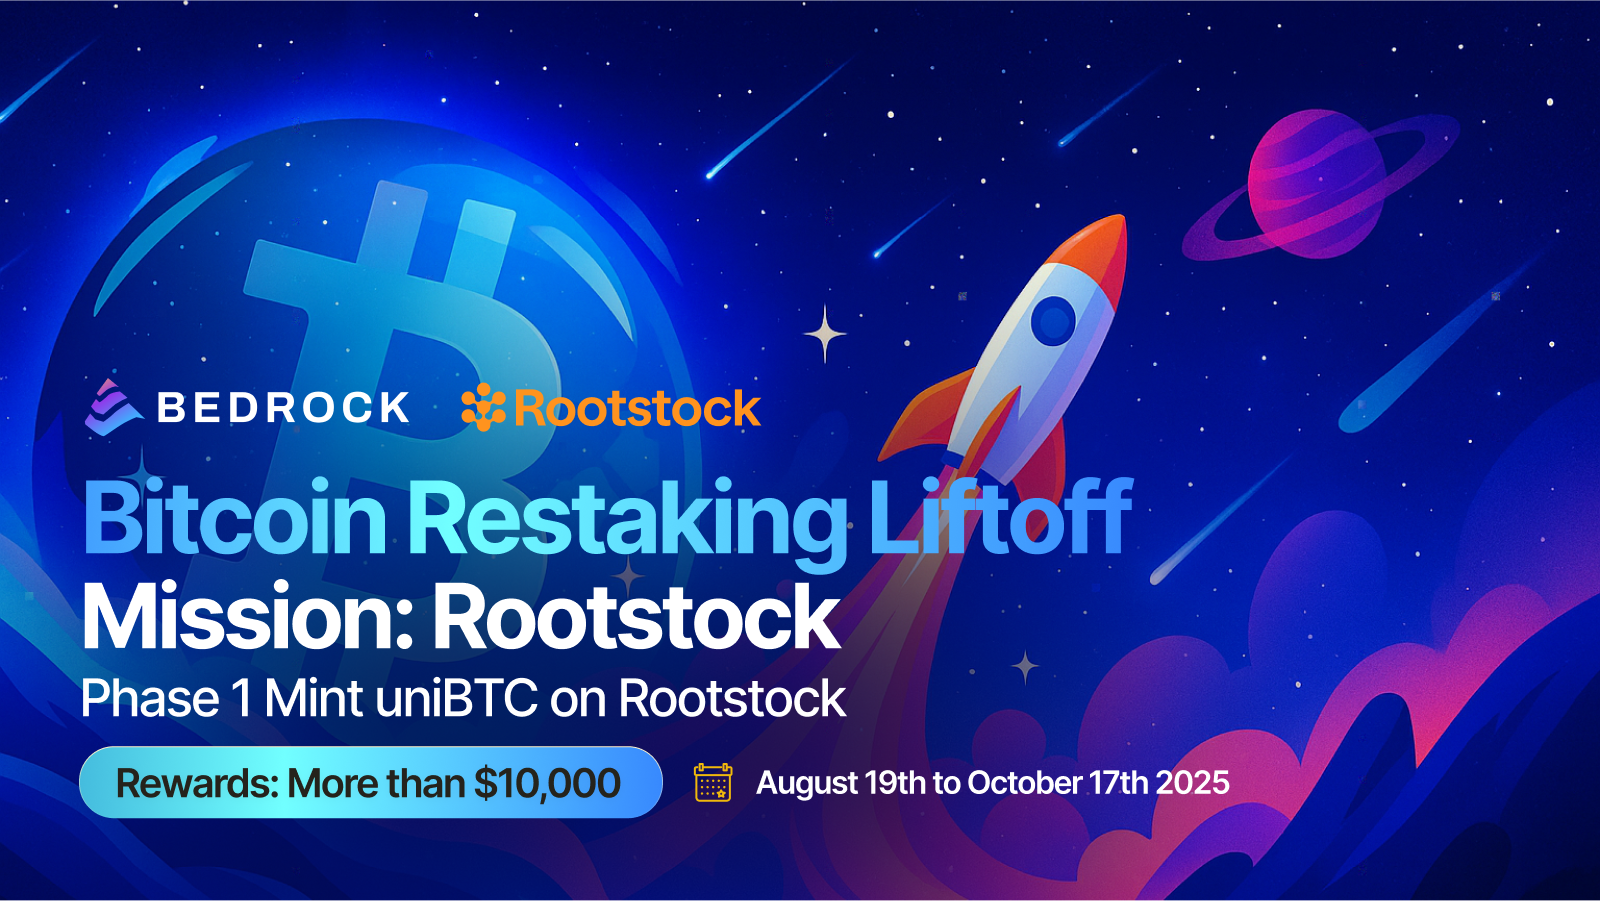 BEDROCK Rootstock
Bitcoin Restaking Liftoff
Mission: Rootstock
Phase 1 Mint uniBTC on Rootstock
Rewards: More than $10,000 August 19th to October 17th 2025